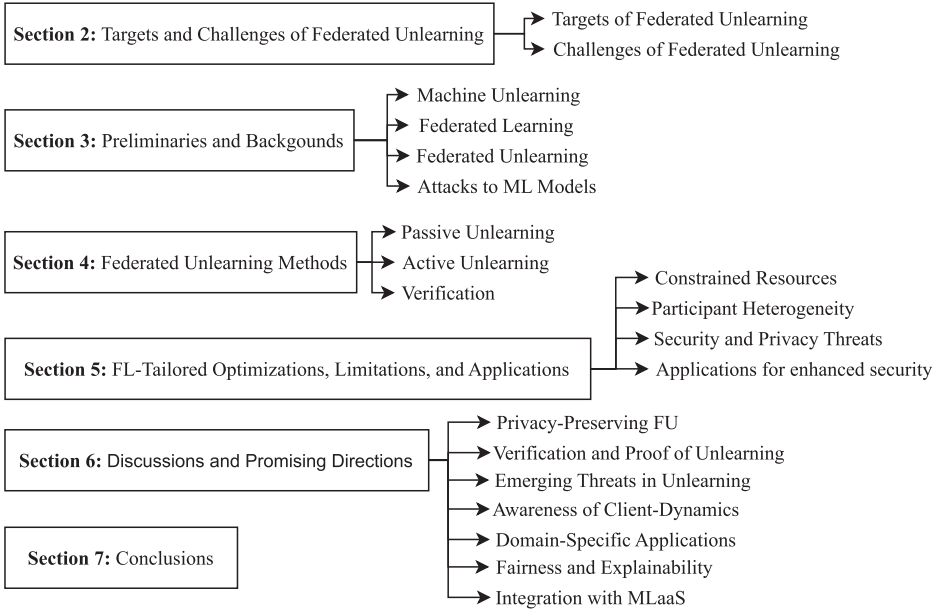 Section 2: Targets and Challenges of Federated Unlearning
Targets of Federated Unlearning
Challenges of Federated Unlearning
Section 3: Preliminaries and Backgounds
Machine Unlearning
Federated Learning
Federated Unlearning
Attacks to ML Models
Section 4: Federated Unlearning Methods
Passive Unlearning
Active Unlearning
Verification
Section 5: FL-Tailored Optimizations, Limitations, and Applications
Constrained Resources
Participant Heterogeneity
Security and Privacy Threats
Applications for enhanced security
Section 6: Discussions and Promising Directions
Privacy-Preserving FU
Verification and Proof of Unlearning
Emerging Threats in Unlearning
Awareness of Client-Dynamics
Domain-Specific Applications
Fairness and Explainability
Integration with MLaaS
Section 7: Conclusions